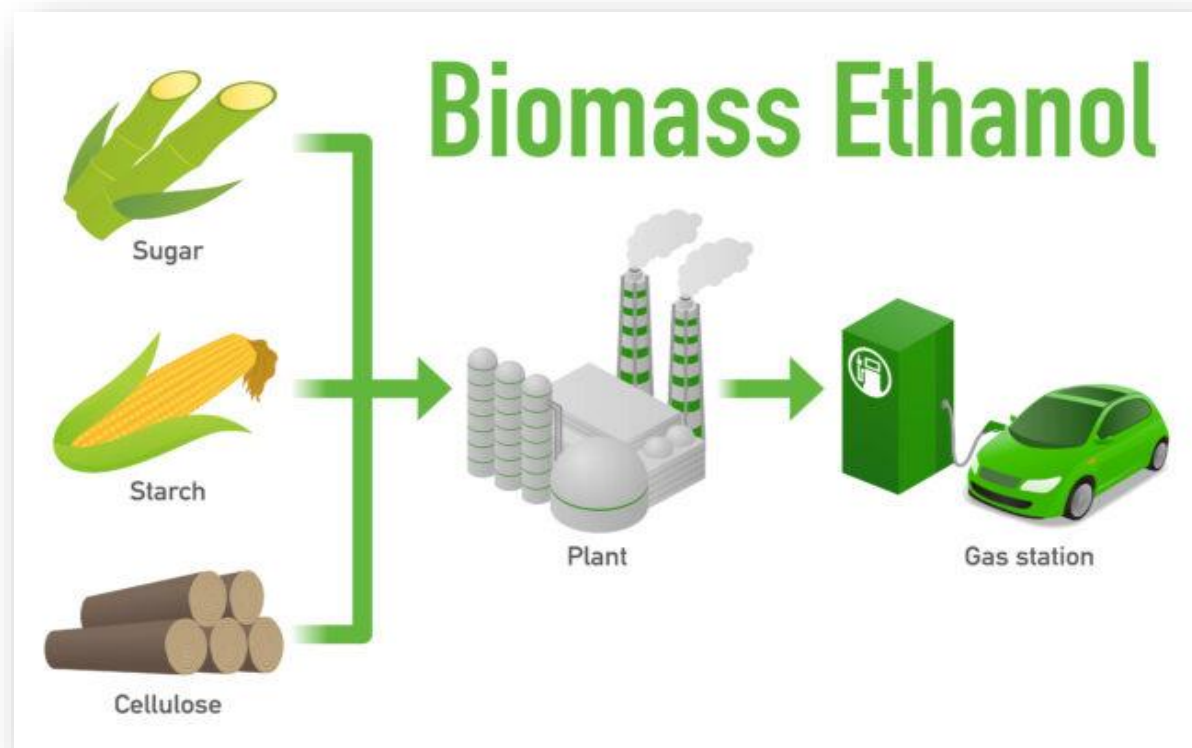 Biomass Ethanol
Sugar
Starch
Cellulose
Plant
Gas station